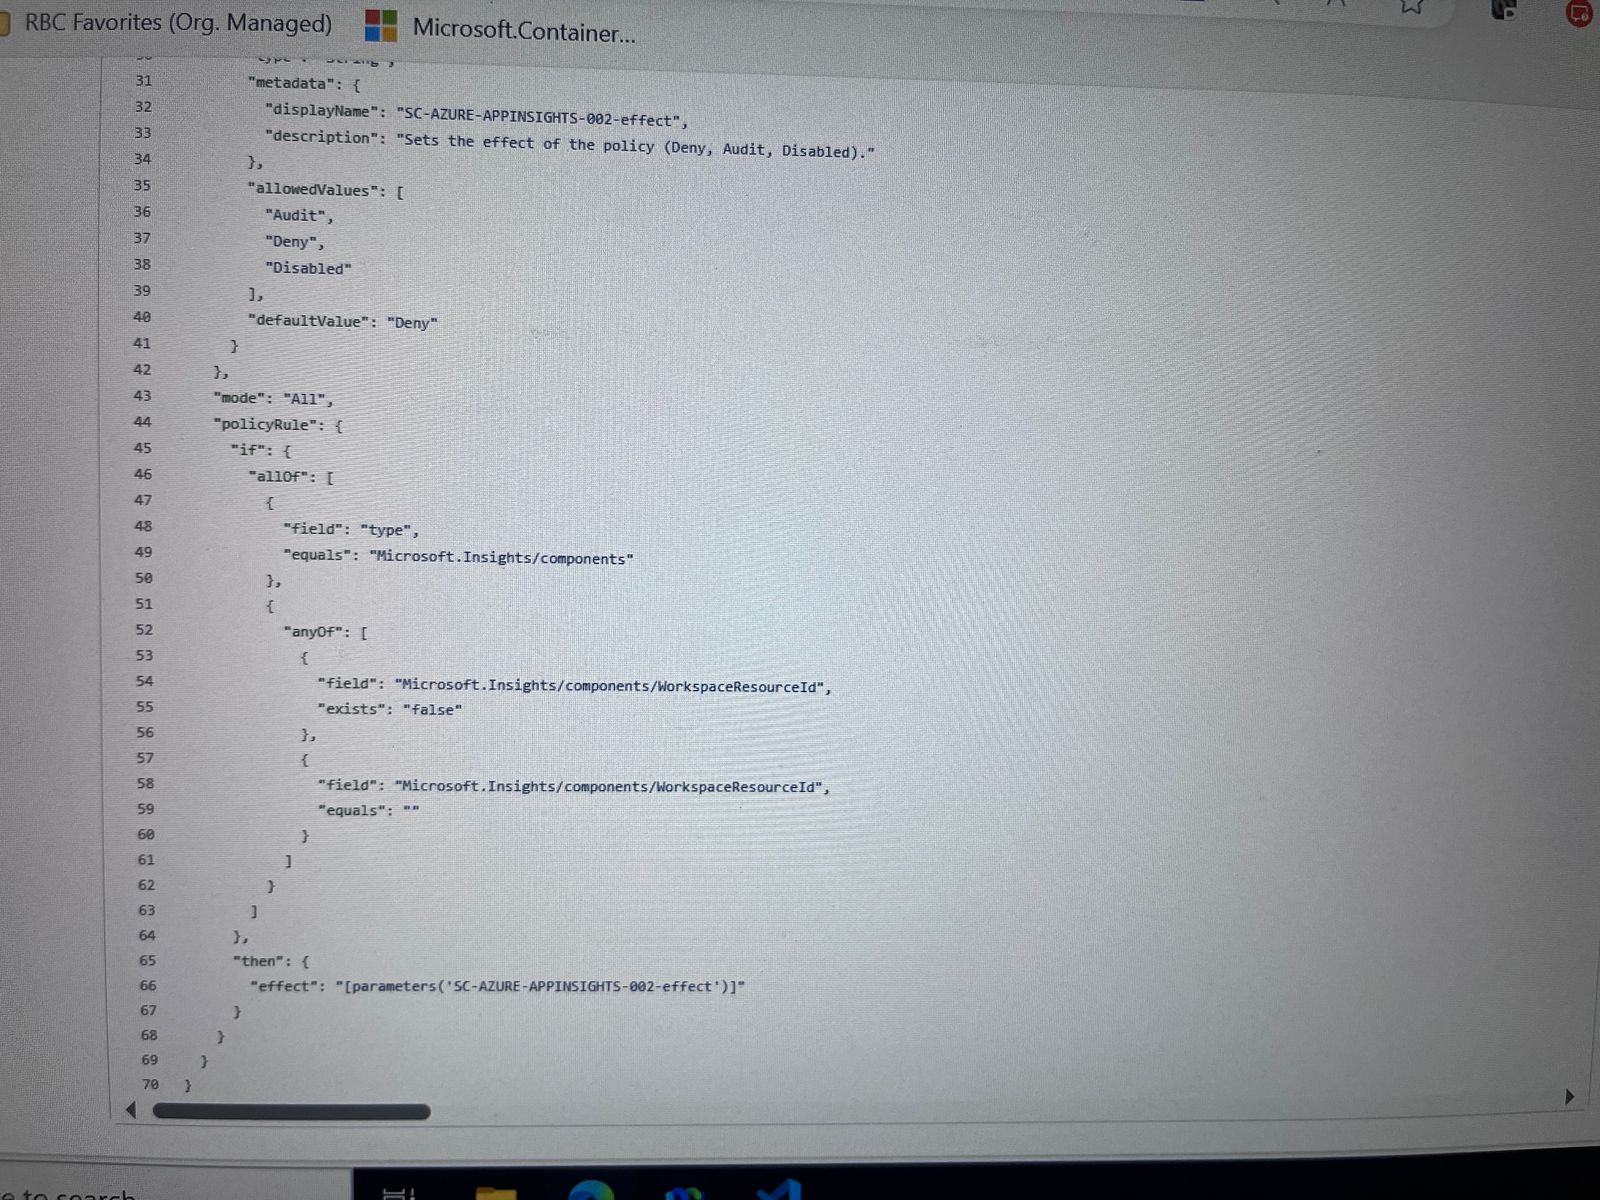 RBC Favorites (Org. Managed)
Microsoft.Container...
31 "metadata": {
32 "displayName": "SC-AZURE-APPINSIGHTS-002-effect",
33 "description": "Sets the effect of the policy (Deny, Audit, Disabled)."
34 },
35 "allowedValues": [
36 "Audit",
37 "Deny",
38 "Disabled"
39 ],
40 "defaultValue": "Deny"
41 }
42 },
43 "mode": "All",
44 "policyRule": {
45 "if": {
46 "allOf": [
47 {
48 "field": "type",
49 "equals": "Microsoft.Insights/components"
50 },
51 {
52 "anyOf": [
53 {
54 "field": "Microsoft.Insights/components/WorkspaceResourceId",
55 "exists": "false"
56 },
57 {
58 "field": "Microsoft.Insights/components/WorkspaceResourceId",
59 "equals": ""
60 }
61 ]
62 }
63 ]
64 },
65 "then": {
66 "effect": "[parameters('SC-AZURE-APPINSIGHTS-002-effect')]"
67 }
68 }
69 }
70 }
to search